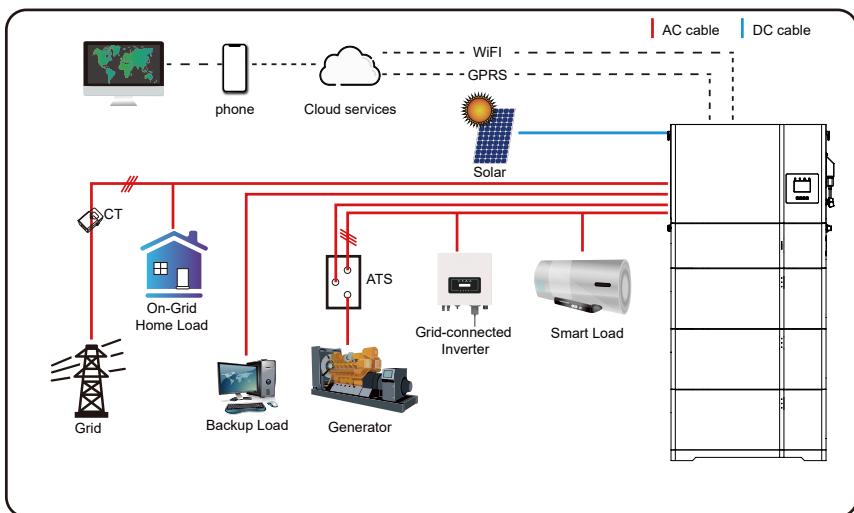 AC cable
DC cable
WiFI
GPRS
phone
Cloud services
Solar
CT
On-Grid
Home Load
ATS
Grid-connected
Inverter
Smart Load
Grid
Backup Load
Generator